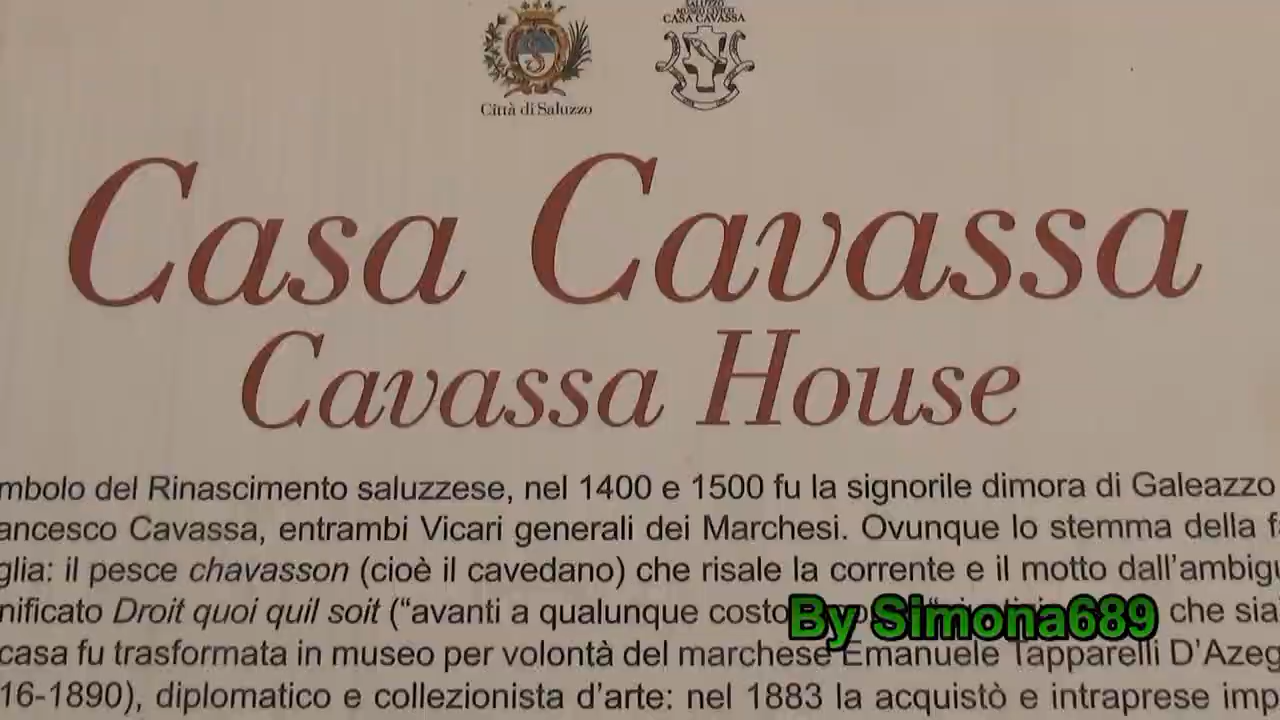 SALUZZO
MUSEO CIVICO
CASA CAVASSA
Città di Saluzzo
Casa Cavassa
Cavassa House
mbolo del Rinascimento saluzzese, nel 1400 e 1500 fu la signorile dimora di Galeazzo
ancesco Cavassa, entrambi Vicari generali dei Marchesi. Ovunque lo stemma della f
glia: il pesce chavasson (cioè il cavedano) che risale la corrente e il motto dall'ambigu
nificato Droit quoi quil soit (“avanti a qualunque costo che sia
By Simona689
casa fu trasformata in museo per volontà del marchese Emanuele Tapparelli D'Azeg
16-1890), diplomatico e collezionista d'arte: nel 1883 la acquistò e intraprese imp